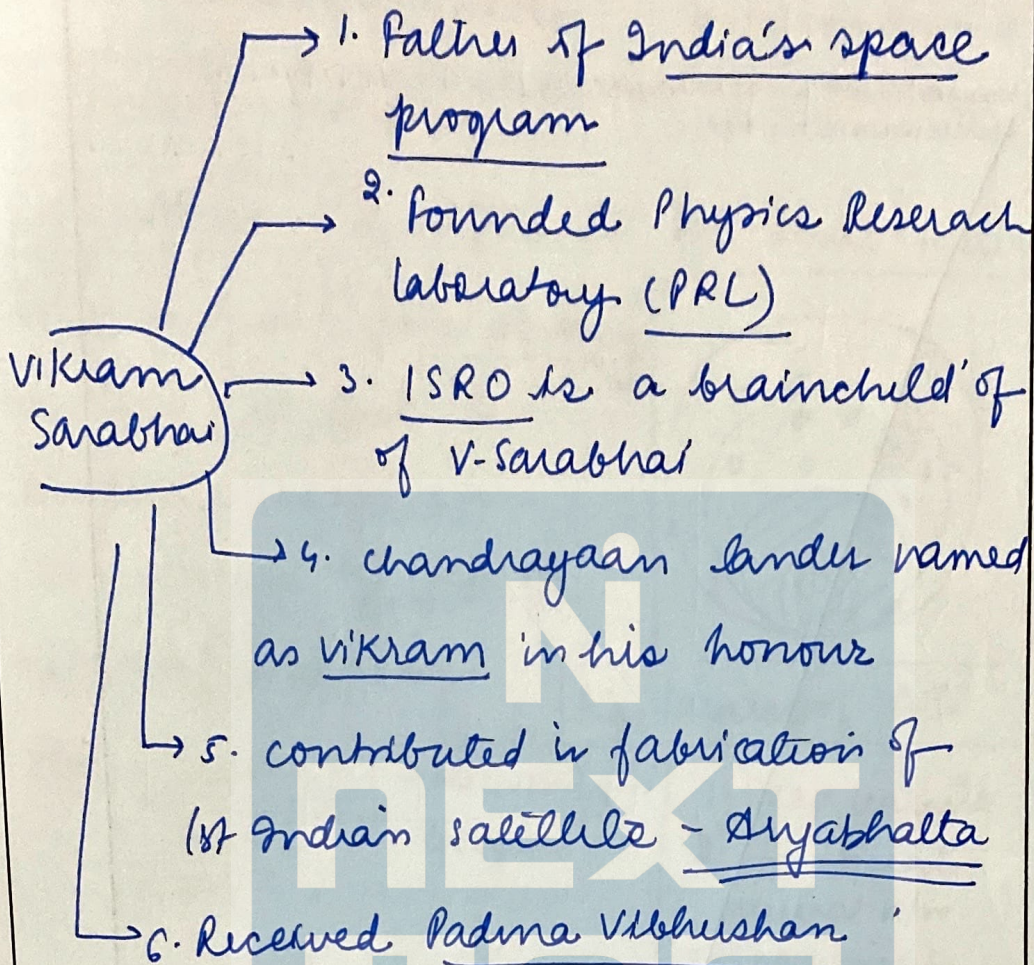 1. Father of India's space
program
2. Founded Physics Reserach
laboratory (PRL)
Vikram
Sarabhai
3. ISRO is a brainchild of
of V-Sarabhai
4. Chandrayaan lander named
as Vikram in his honour
5. contributed in fabrication of
1st Indian satellite - Aryabhatta
6. Received Padma Vibhushan
NEXT